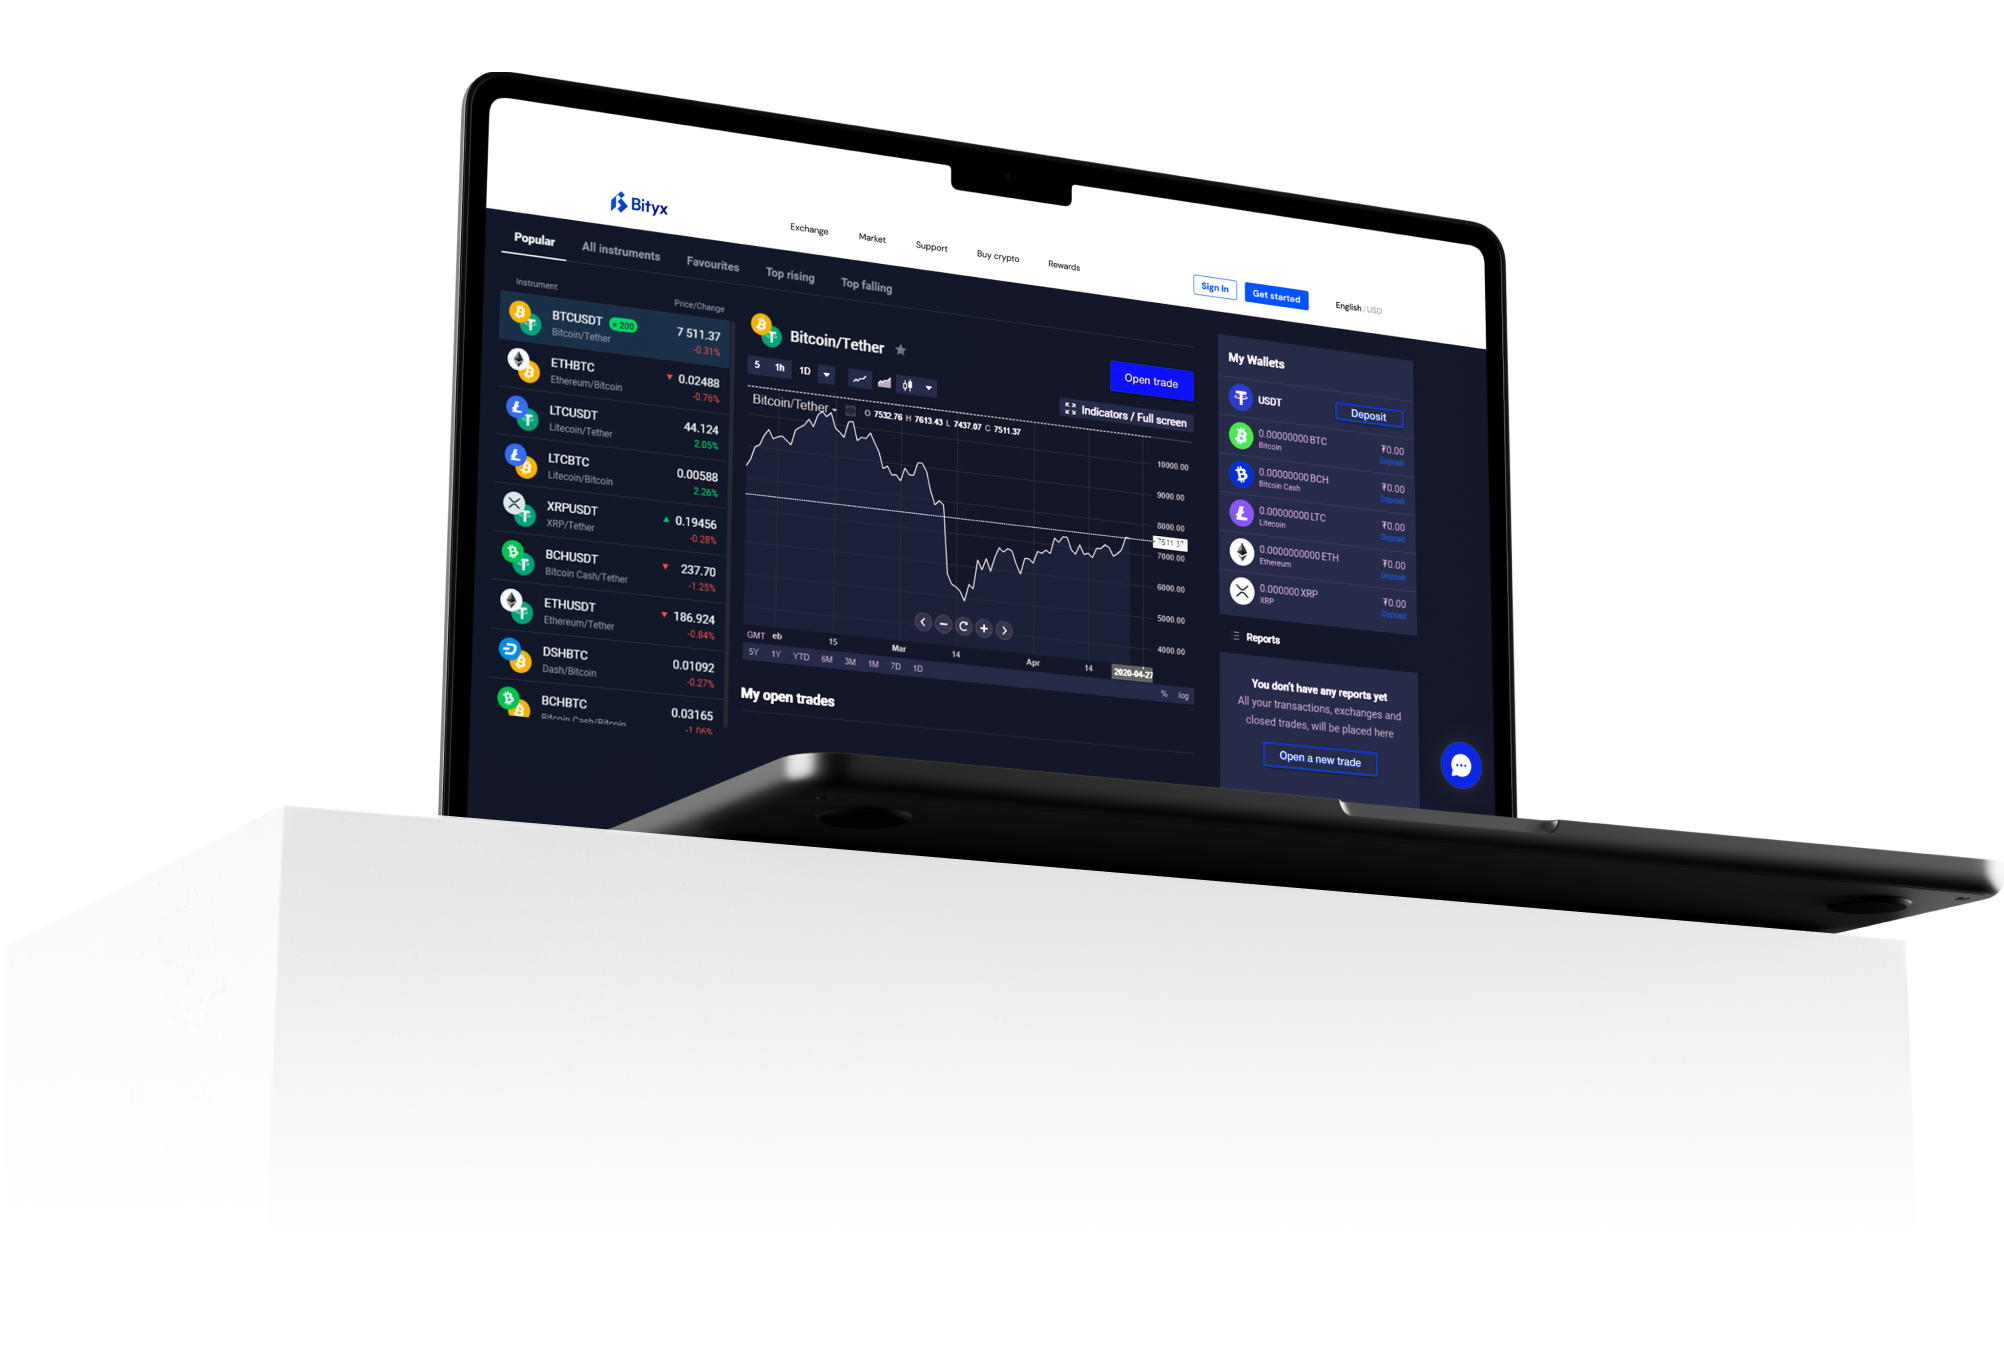 Bityx
Exchange
Market
Support
Buy crypto
Rewards
Sign In
Get started
English / USD
Popular
All instruments
Favourites
Top rising
Top falling
Instrument
Price/Change
BTCUSDT × 200
Bitcoin/Tether
7 511.37
-0.31%
ETHBTC
Ethereum/Bitcoin
0.02488
-0.76%
LTCUSDT
Litecoin/Tether
44.124
2.05%
LTCBTC
Litecoin/Bitcoin
0.00588
2.26%
XRPUSDT
XRP/Tether
0.19456
-0.28%
BCHUSDT
Bitcoin Cash/Tether
237.70
-1.25%
ETHUSDT
Ethereum/Tether
186.924
-0.84%
DSHBTC
Dash/Bitcoin
0.01092
-0.27%
BCHBTC
Bitcoin Cash/Bitcoin
0.03165
-1.06%
Bitcoin/Tether
5 1h 1D
Open trade
Indicators / Full screen
Bitcoin/Tether
O 7532.76 H 7613.43 L 7437.07 C 7511.37
10000.00
9000.00
8000.00
7511.37
7000.00
6000.00
5000.00
4000.00
GMT eb 15 Mar 14 Apr 14 2020-04-27
5Y 1Y YTD 6M 3M 1M 7D 1D
% log
My open trades
My Wallets
USDT
Deposit
0.00000000 BTC
Bitcoin
₮0.00
Deposit
0.00000000 BCH
Bitcoin Cash
₮0.00
Deposit
0.00000000 LTC
Litecoin
₮0.00
Deposit
0.0000000000 ETH
Ethereum
₮0.00
Deposit
0.000000 XRP
XRP
₮0.00
Deposit
Reports
You don't have any reports yet
All your transactions, exchanges and
closed trades, will be placed here
Open a new trade